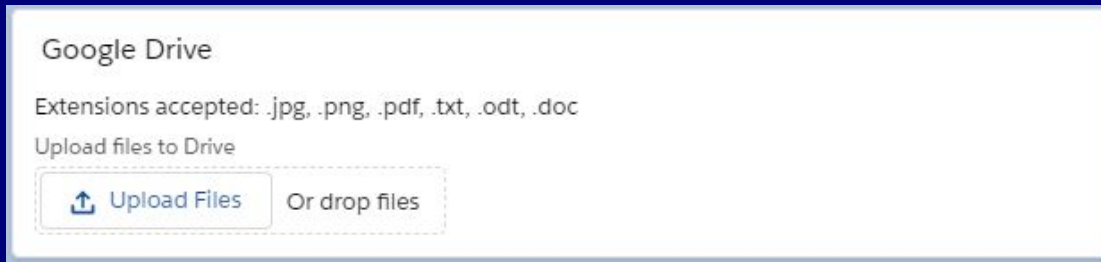 Google Drive
Extensions accepted: .jpg, .png, .pdf, .txt, .odt, .doc
Upload files to Drive
Upload Files Or drop files